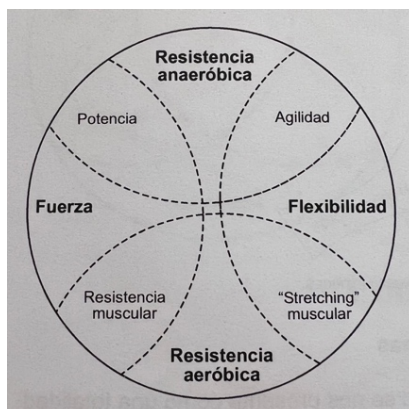 Resistencia
anaeróbica
Potencia
Agilidad
Fuerza
Flexibilidad
Resistencia
muscular
"Stretching"
muscular
Resistencia
aeróbica